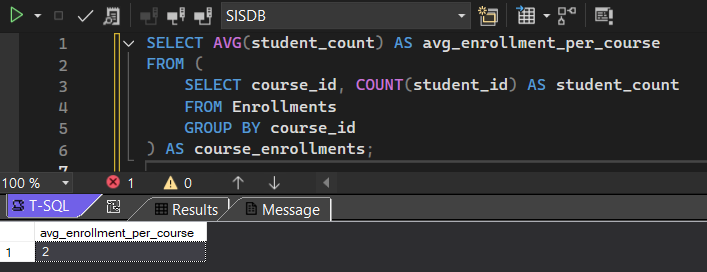 SISDB
1 SELECT AVG(student_count) AS avg_enrollment_per_course
2 FROM (
3 SELECT course_id, COUNT(student_id) AS student_count
4 FROM Enrollments
5 GROUP BY course_id
6 ) AS course_enrollments;
7
100 % 1 0
T-SQL Results Message
avg_enrollment_per_course
1 2